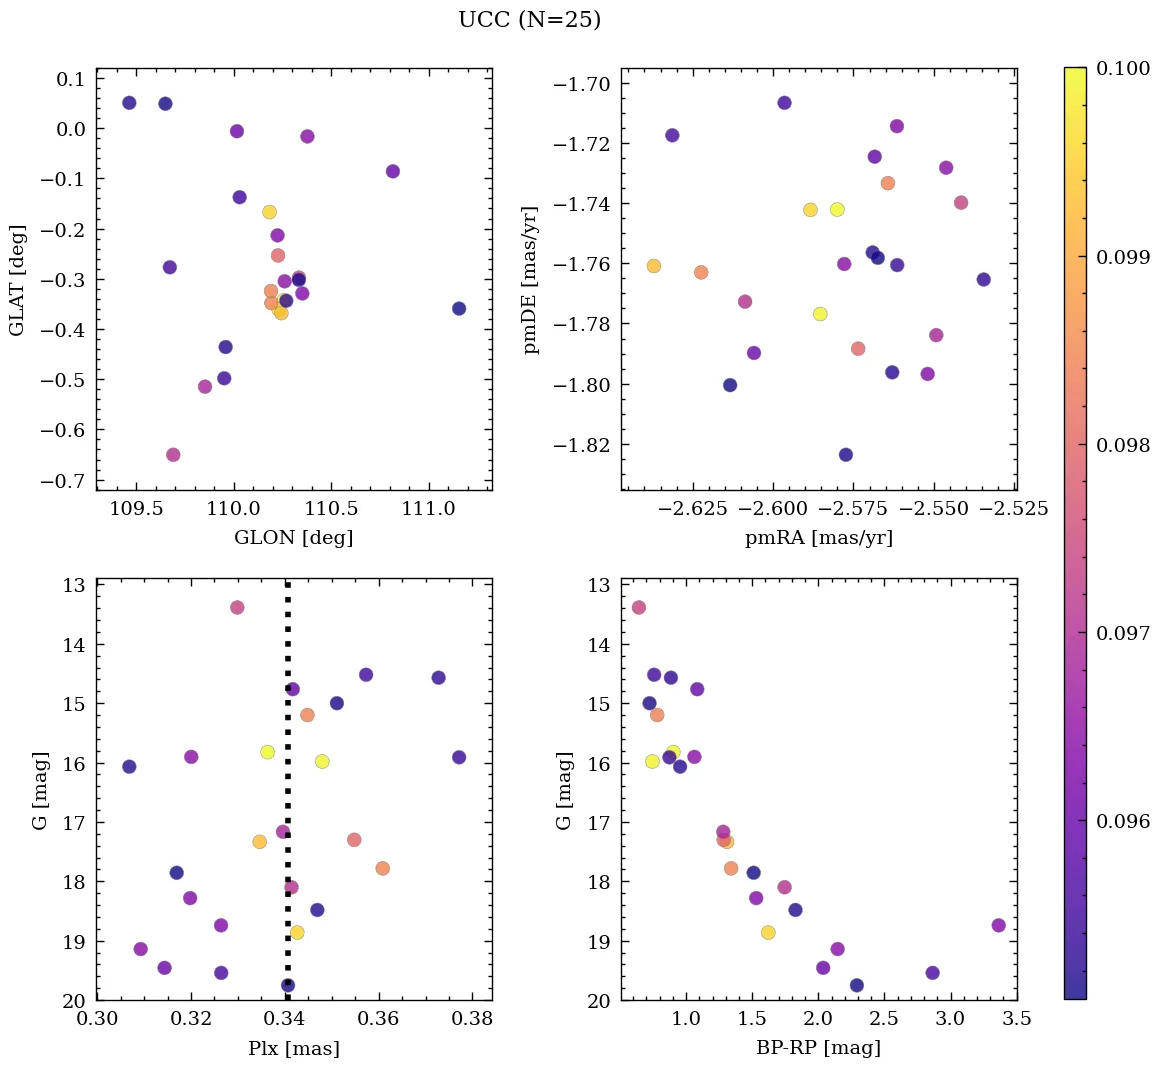 UCC (N=25)
0.1
0.0
−0.1
−0.2
−0.3
−0.4
−0.5
−0.6
−0.7
GLAT [deg]
109.5 110.0 110.5 111.0
GLON [deg]
−1.70
−1.72
−1.74
−1.76
−1.78
−1.80
−1.82
pmDE [mas/yr]
−2.625 −2.600 −2.575 −2.550 −2.525
pmRA [mas/yr]
13
14
15
16
17
18
19
20
G [mag]
0.30 0.32 0.34 0.36 0.38
Plx [mas]
13
14
15
16
17
18
19
20
G [mag]
1.0 1.5 2.0 2.5 3.0 3.5
BP-RP [mag]
0.100
0.099
0.098
0.097
0.096